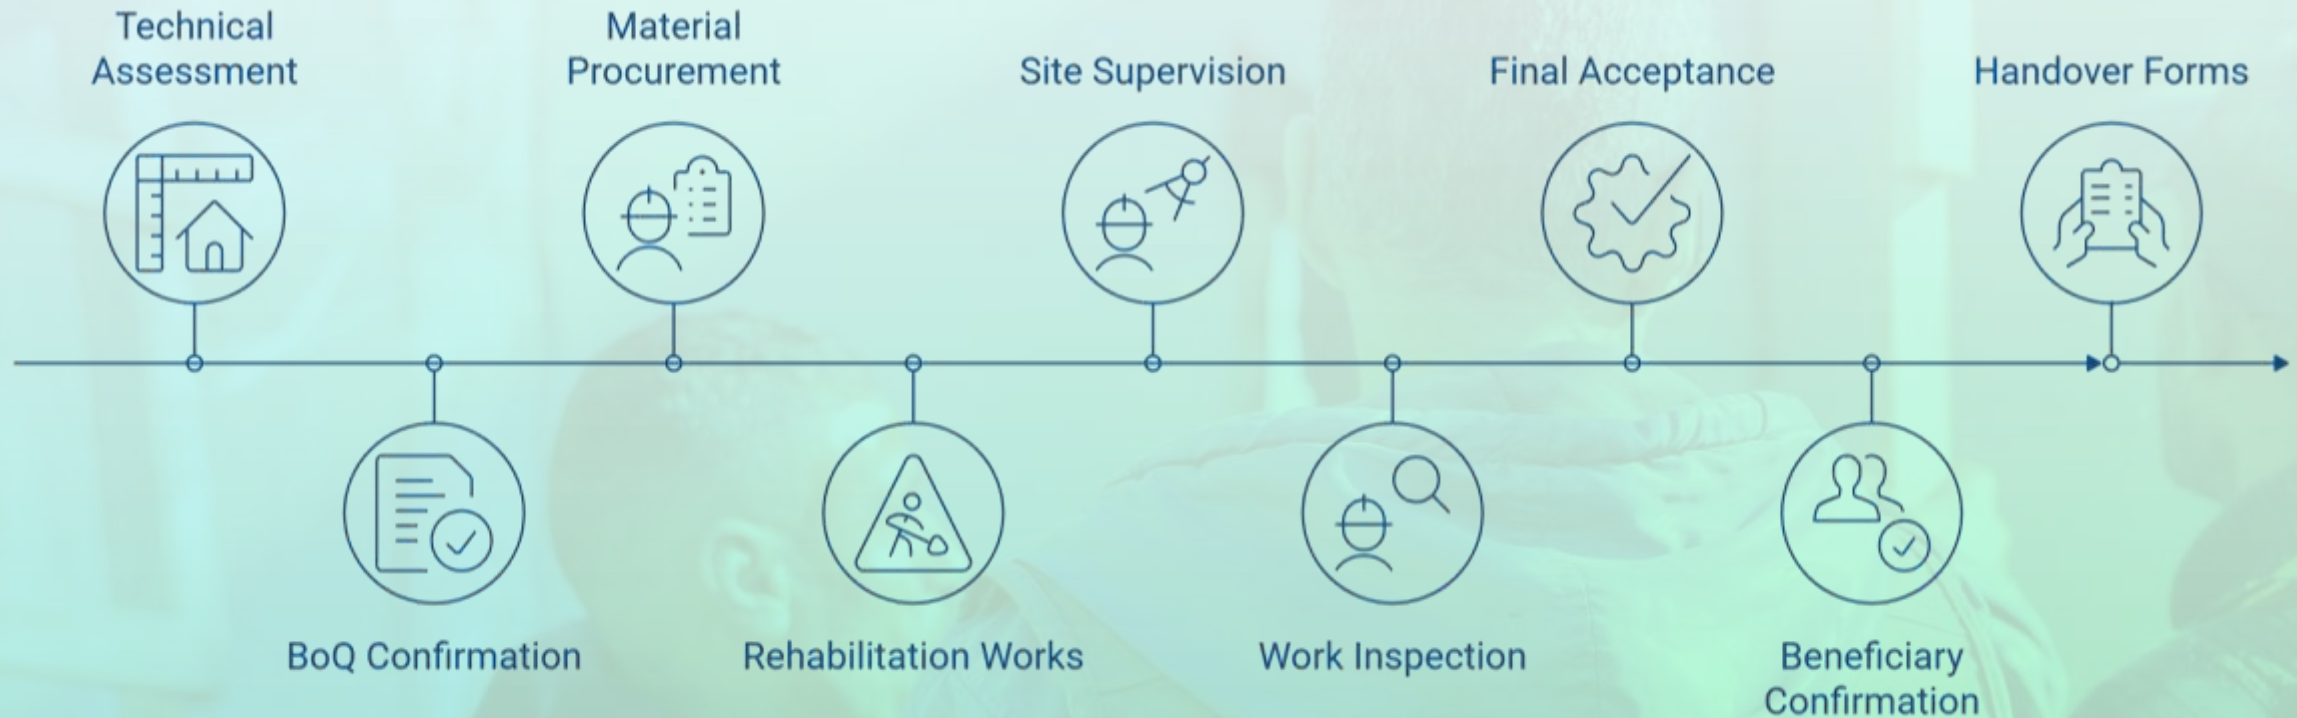 Technical
Assessment
Material
Procurement
Site Supervision
Final Acceptance
Handover Forms
BoQ Confirmation
Rehabilitation Works
Work Inspection
Beneficiary
Confirmation